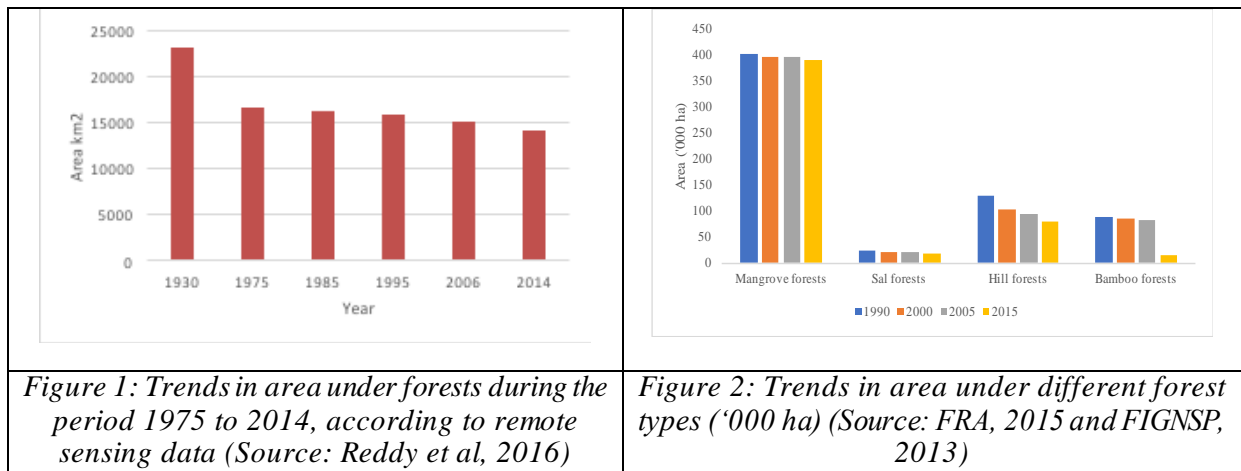 25000
20000
15000
10000
5000
0
Area km2
1930 1975 1985 1995 2006 2014
Year
450
400
350
300
250
200
150
100
50
0
Area ('000 ha)
Mangrove forests Sal forests Hill forests Bamboo forests
1990 2000 2005 2015
Figure 1: Trends in area under forests during the
period 1975 to 2014, according to remote
sensing data (Source: Reddy et al, 2016)
Figure 2: Trends in area under different forest
types (‘000 ha) (Source: FRA, 2015 and FIGNSP,
2013)